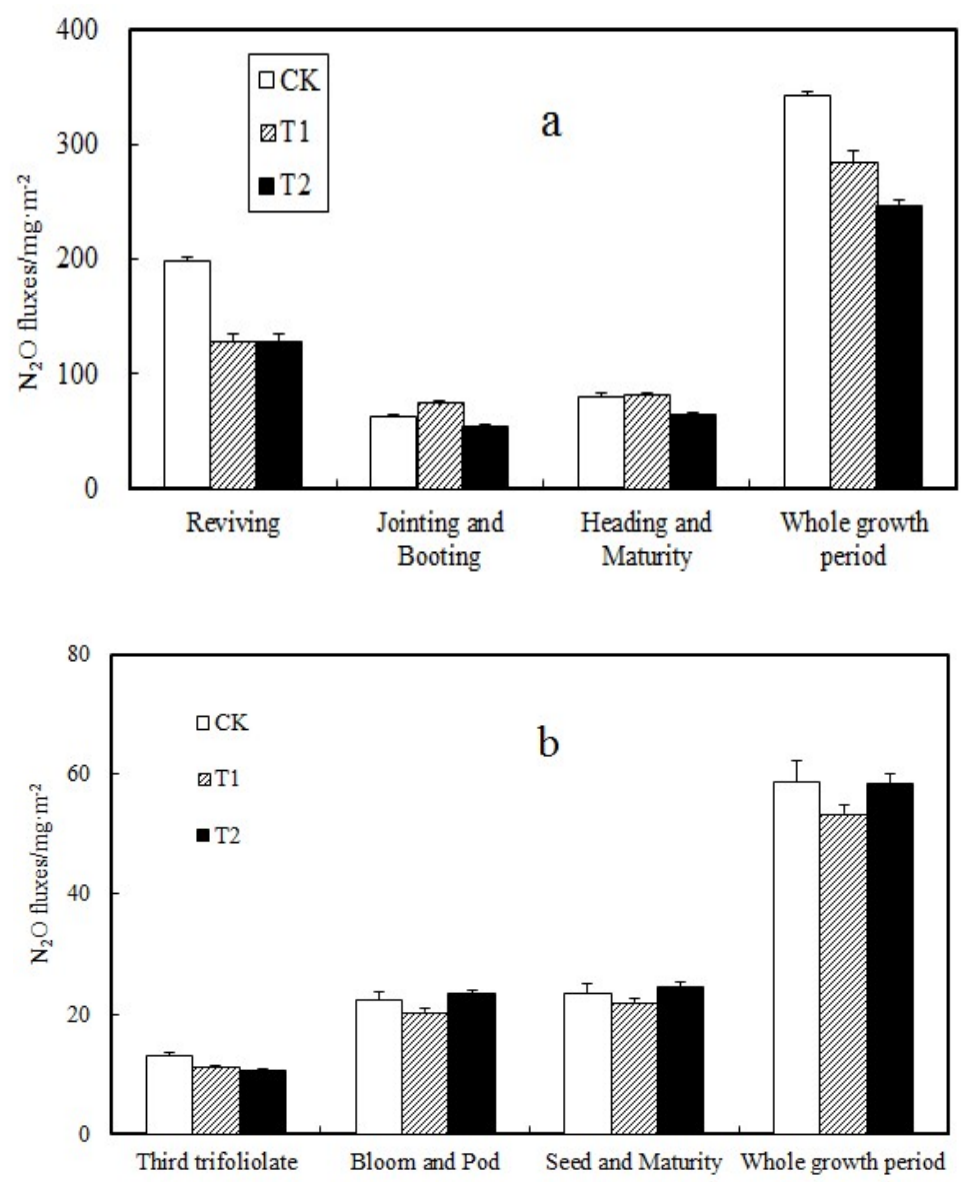 400
300
200
100
0
N₂O fluxes/mg·m⁻²
CK
T1
T2
a
Reviving
Jointing and
Booting
Heading and
Maturity
Whole growth
period
80
60
40
20
0
N₂O fluxes/mg·m⁻²
CK
T1
T2
b
Third trifoliolate
Bloom and Pod
Seed and Maturity
Whole growth period